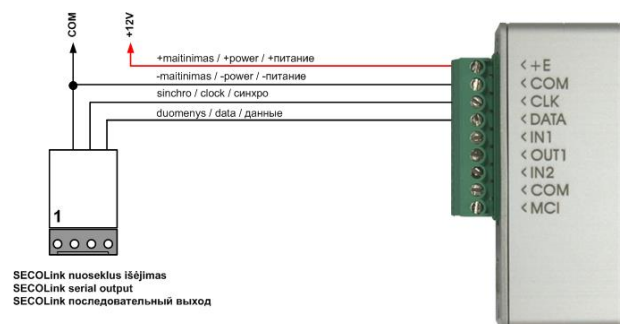 COM
+12V
+maitinimas / +power / +питание
-maitinimas / -power / -питание
sinchro / clock / синхро
duomenys / data / данные
<+E
<COM
<CLK
<DATA
<IN1
<OUT1
<IN2
<COM
<MCI
1
SECOLink nuoseklus išėjimas
SECOLink serial output
SECOLink последовательный выход